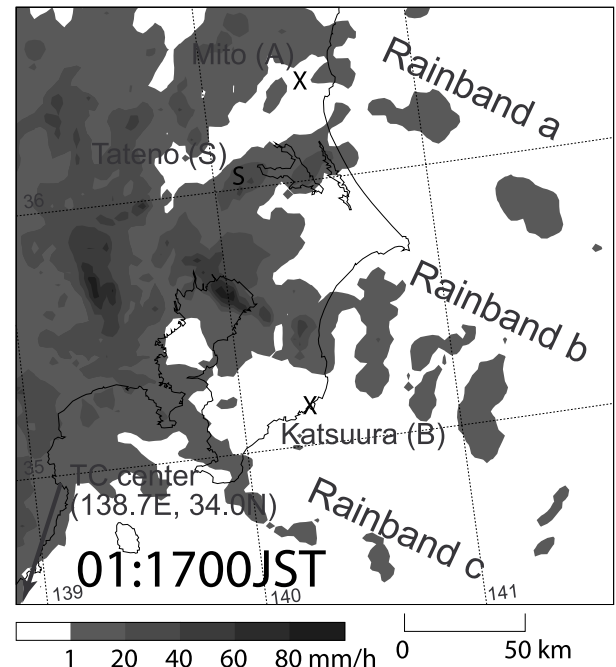 Mito (A)
X
Rainband a
Tateno (S)
S
36
Rainband b
X
Katsuura (B)
35
TC center
(138.7E, 34.0N)
Rainband c
01:1700JST
139
140
141
1 20 40 60 80 mm/h
0 50 km